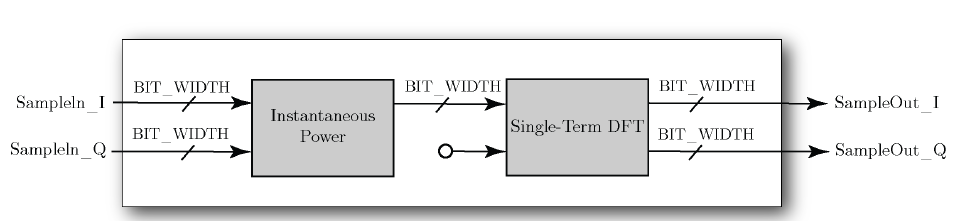 BIT_WIDTH BIT_WIDTH BIT_WIDTH
SampleIn_I SampleOut_I
Instantaneous
Power
Single-Term DFT
BIT_WIDTH BIT_WIDTH
SampleIn_Q SampleOut_Q